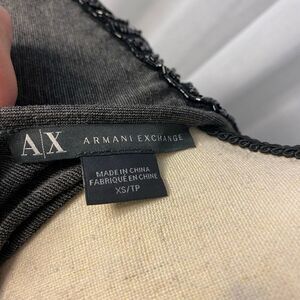 A|X ARMANI EXCHANGE
MADE IN CHINA
FABRIQUÉ EN CHINE
XS/TP